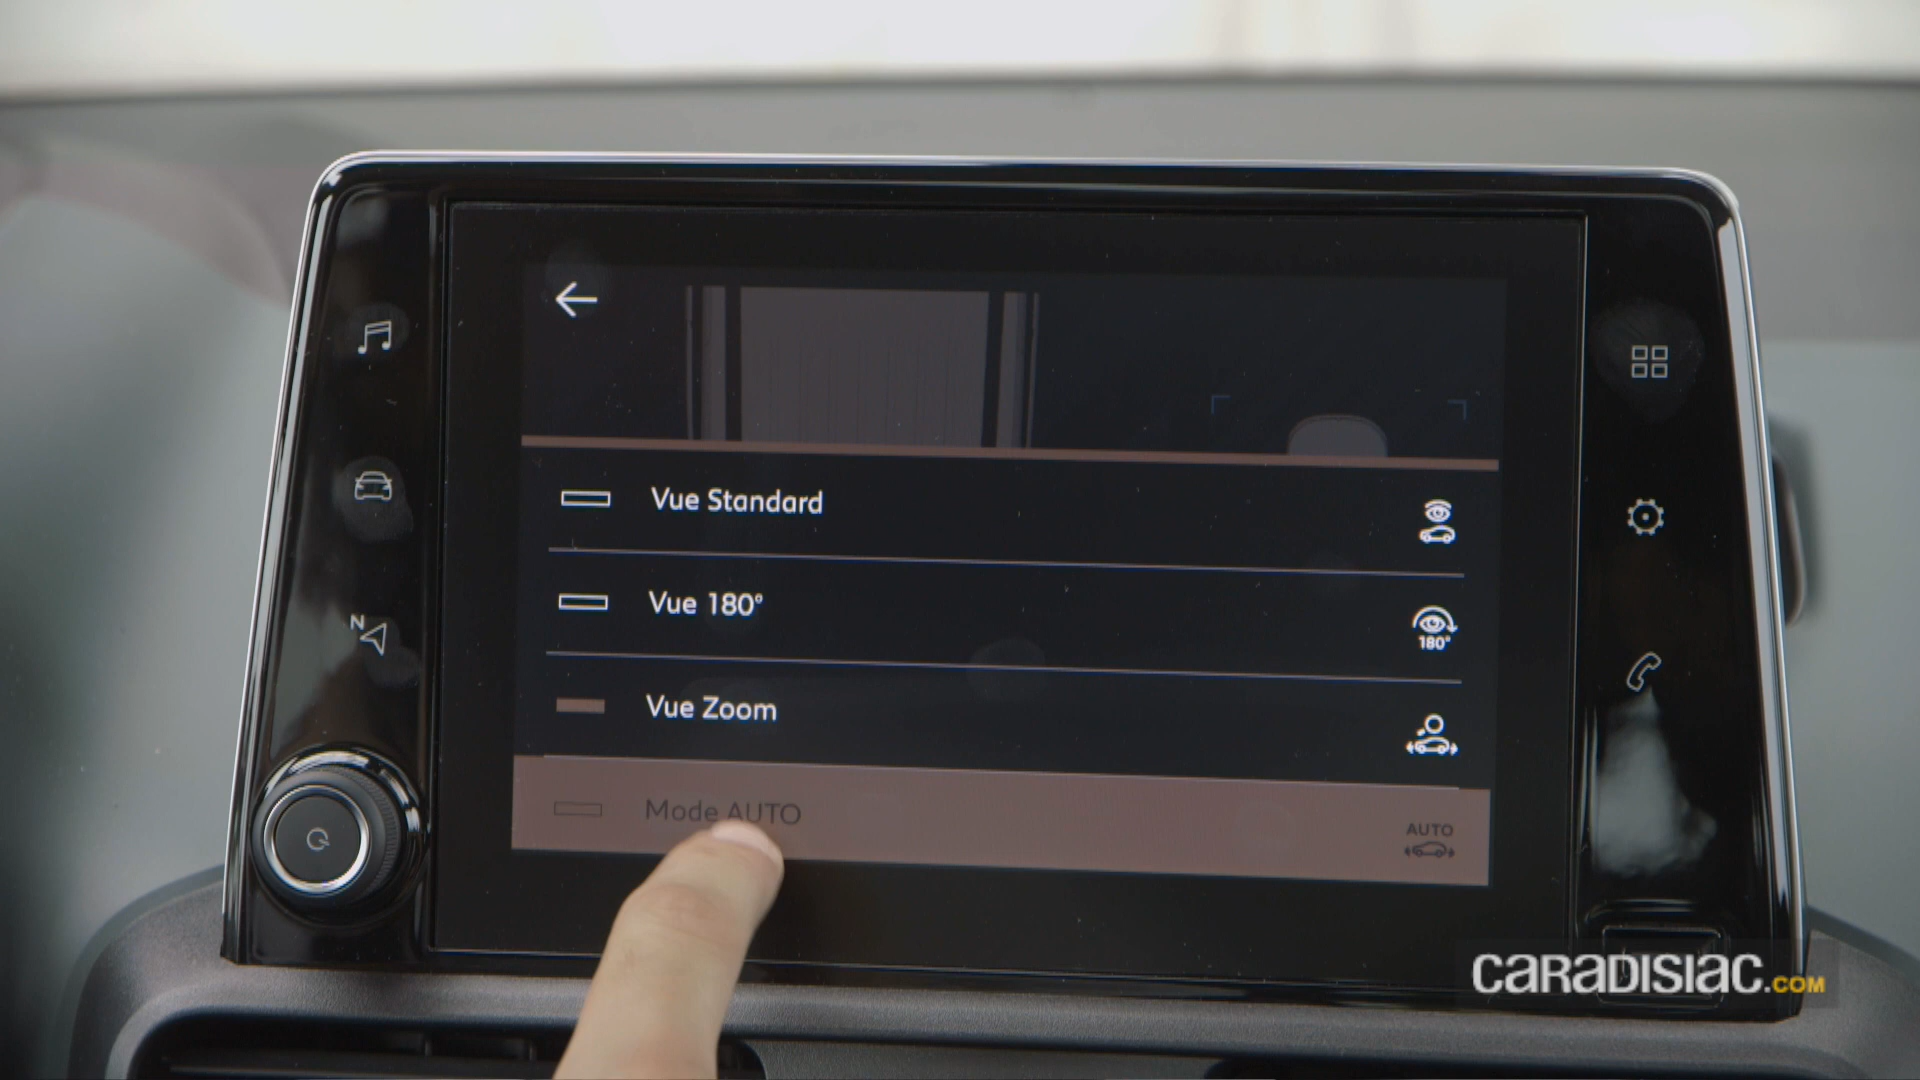 Vue Standard
Vue 180°
180°
Vue Zoom
Mode AUTO
AUTO
N
CARADISIAC.COM